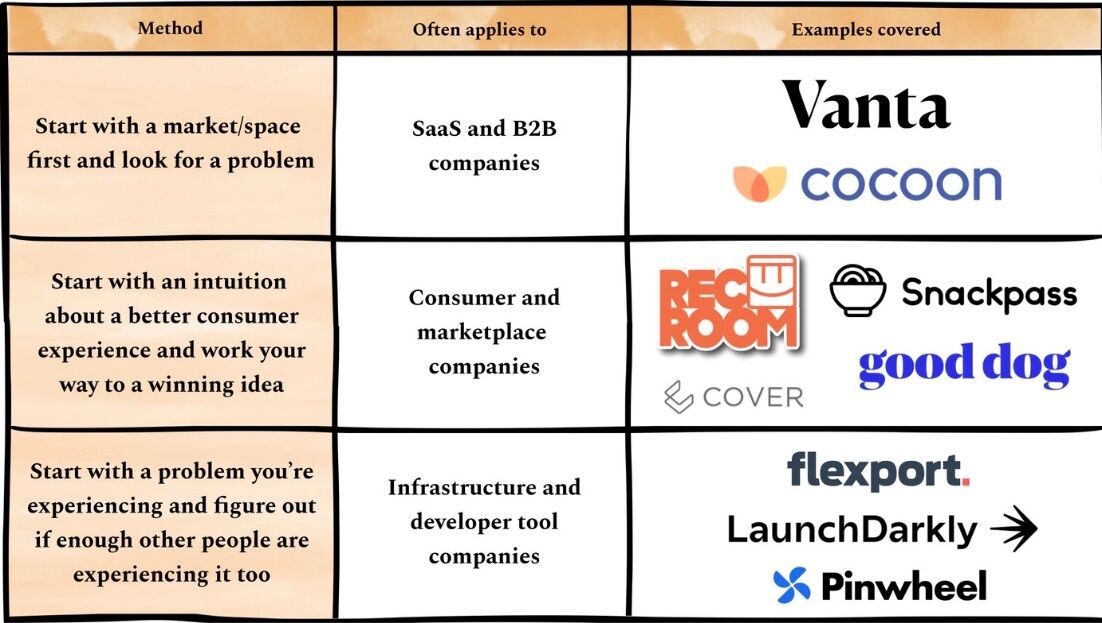 Method
Often applies to
Examples covered
Start with a market/space
first and look for a problem
SaaS and B2B
companies
Vanta
cocoon
Start with an intuition
about a better consumer
experience and work your
way to a winning idea
Consumer and
marketplace
companies
REC
ROOM
Snackpass
good dog
COVER
Start with a problem you’re
experiencing and figure out
if enough other people are
experiencing it too
Infrastructure and
developer tool
companies
flexport.
LaunchDarkly
Pinwheel